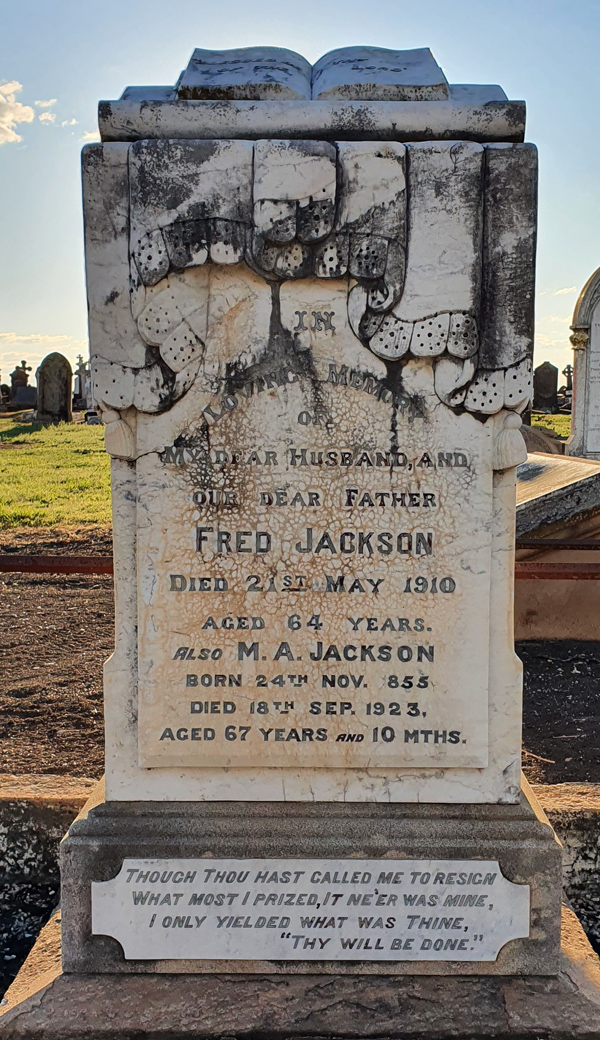 IN
LOVING MEMORY
OF
MY DEAR HUSBAND, AND
OUR DEAR FATHER
FRED JACKSON
DIED 21ST MAY 1910
AGED 64 YEARS.
ALSO M. A. JACKSON
BORN 24TH NOV. 1855
DIED 18TH SEP. 1923,
AGED 67 YEARS AND 10 MTHS.
THOUGH THOU HAST CALLED ME TO RESIGN
WHAT MOST I PRIZED, IT NE'ER WAS MINE,
I ONLY YIELDED WHAT WAS THINE,
"THY WILL BE DONE."